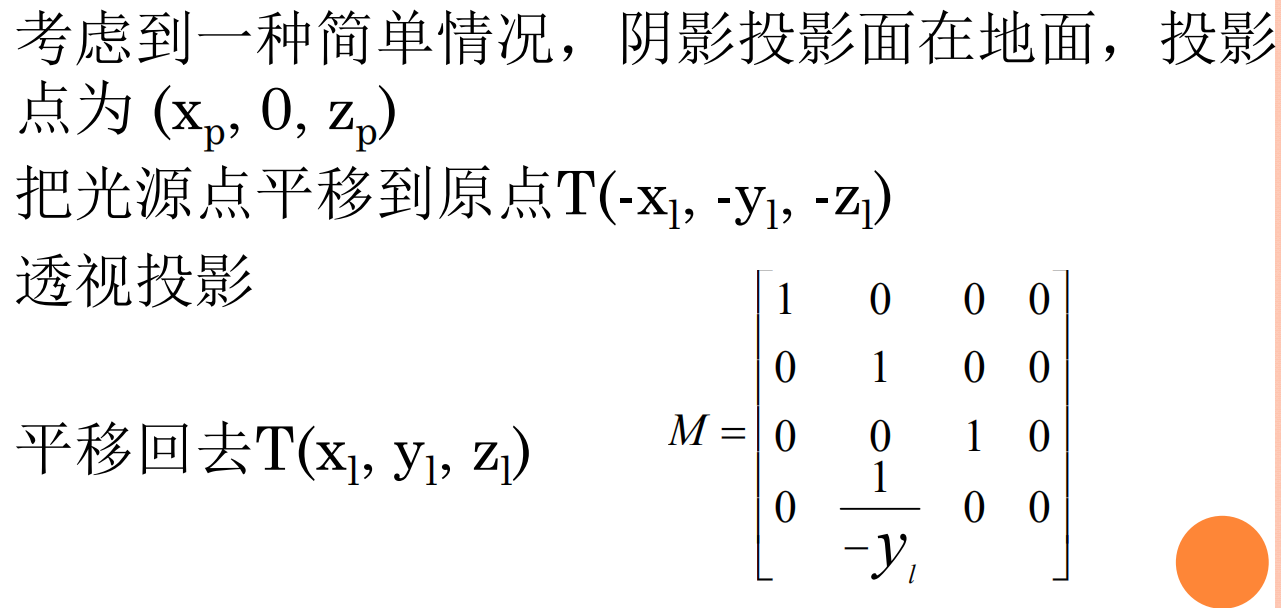 考虑到一种简单情况，阴影投影面在地面，投影
点为 (xp, 0, zp)
把光源点平移到原点T(-xl, -yl, -zl)
透视投影
平移回去T(xl, yl, zl)
M =
1 0 0 0
0 1 0 0
0 0 1 0
0 1/-yl 0 0